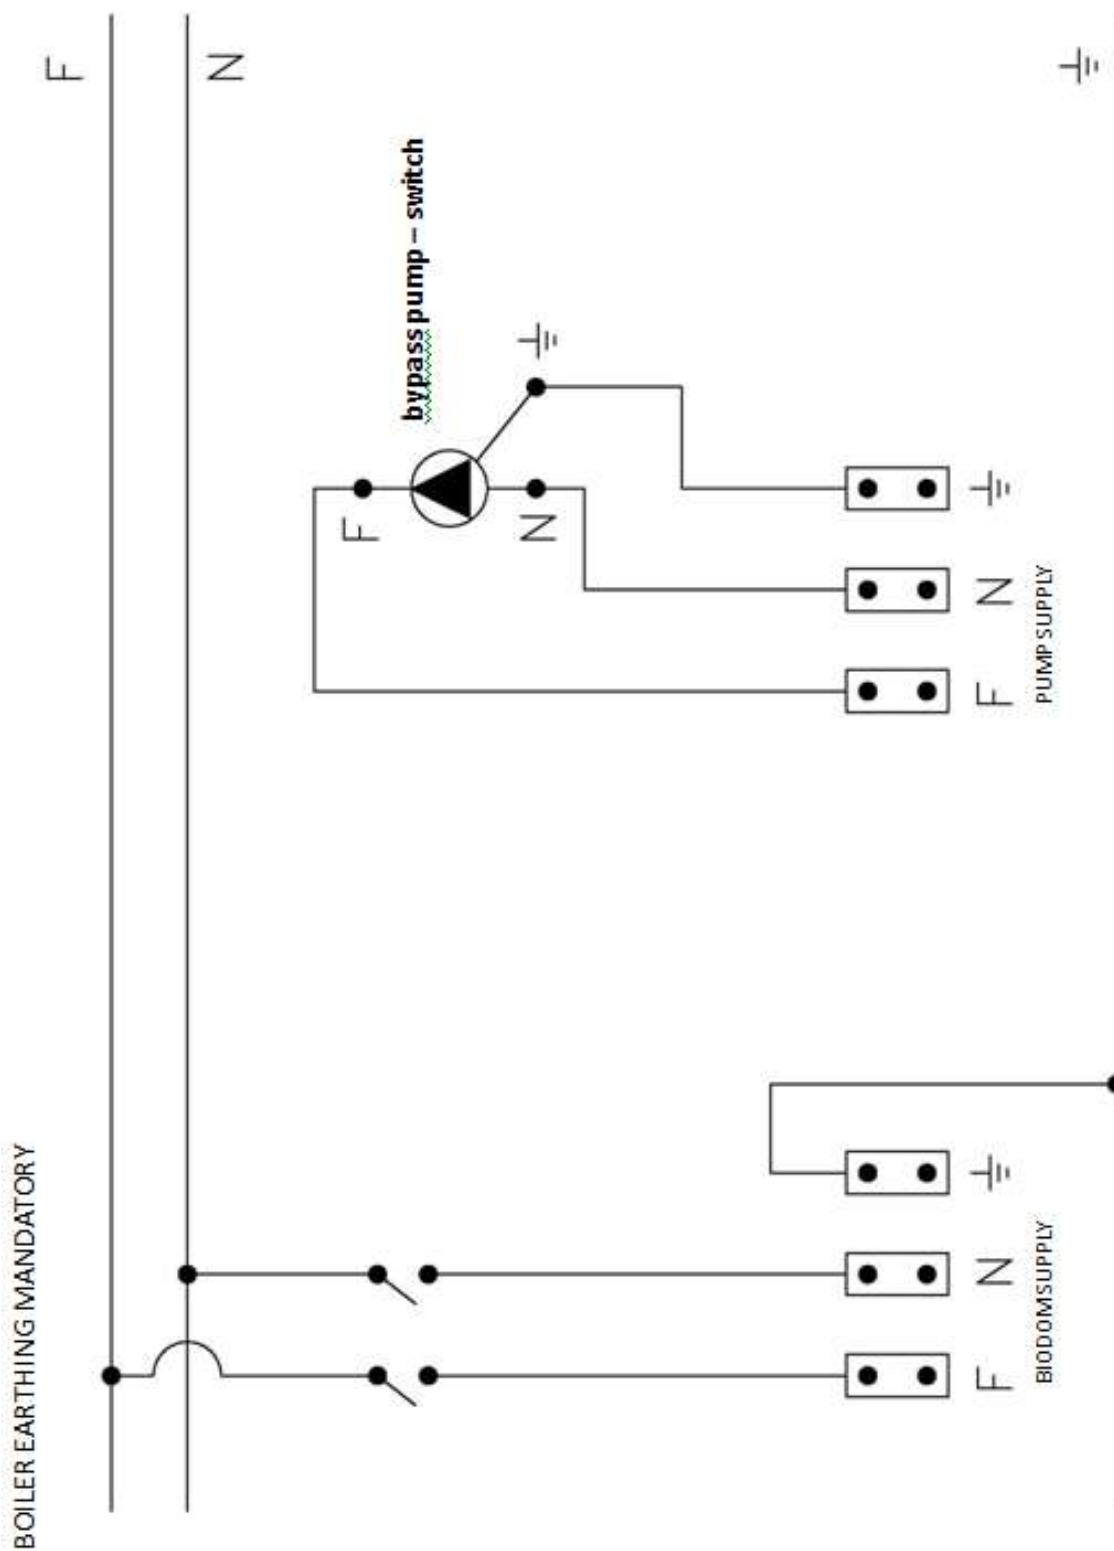 BOILER EARTHING MANDATORY
F
N
F
bypass pump – switch
N
F
N
F
N
BIODOM SUPPLY
PUMP SUPPLY